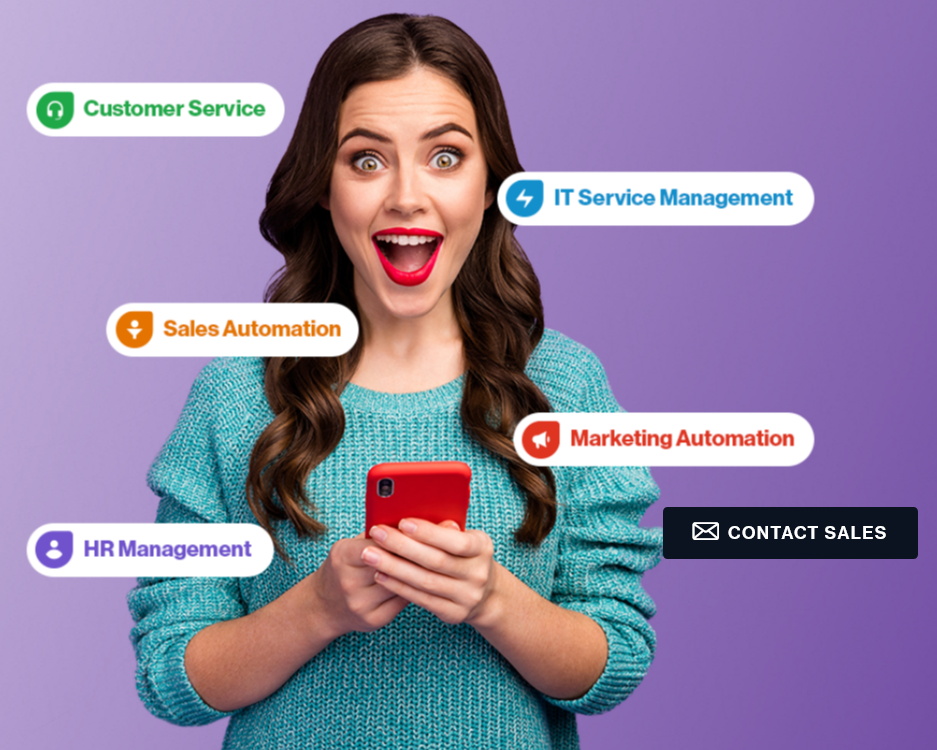 Customer Service
IT Service Management
Sales Automation
Marketing Automation
CONTACT SALES
HR Management